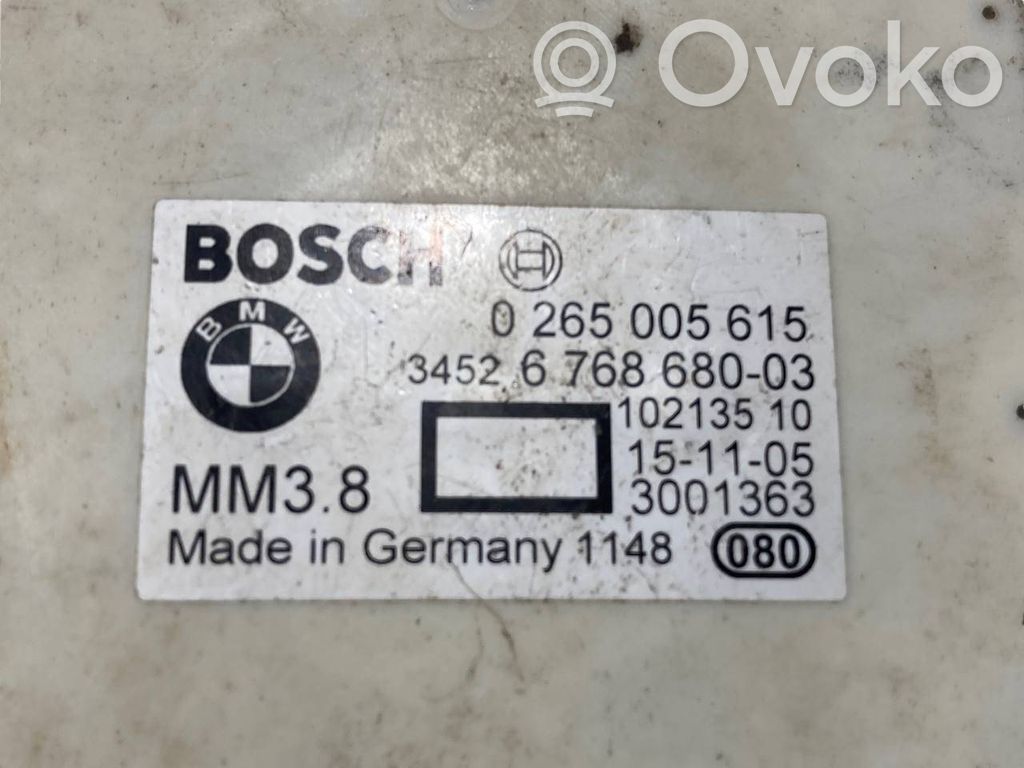 Ovoko
BOSCH
BMW
0 265 005 615
3452 6 768 680-03
102135 10
15-11-05
MM3.8
3001363
Made in Germany 1148 080